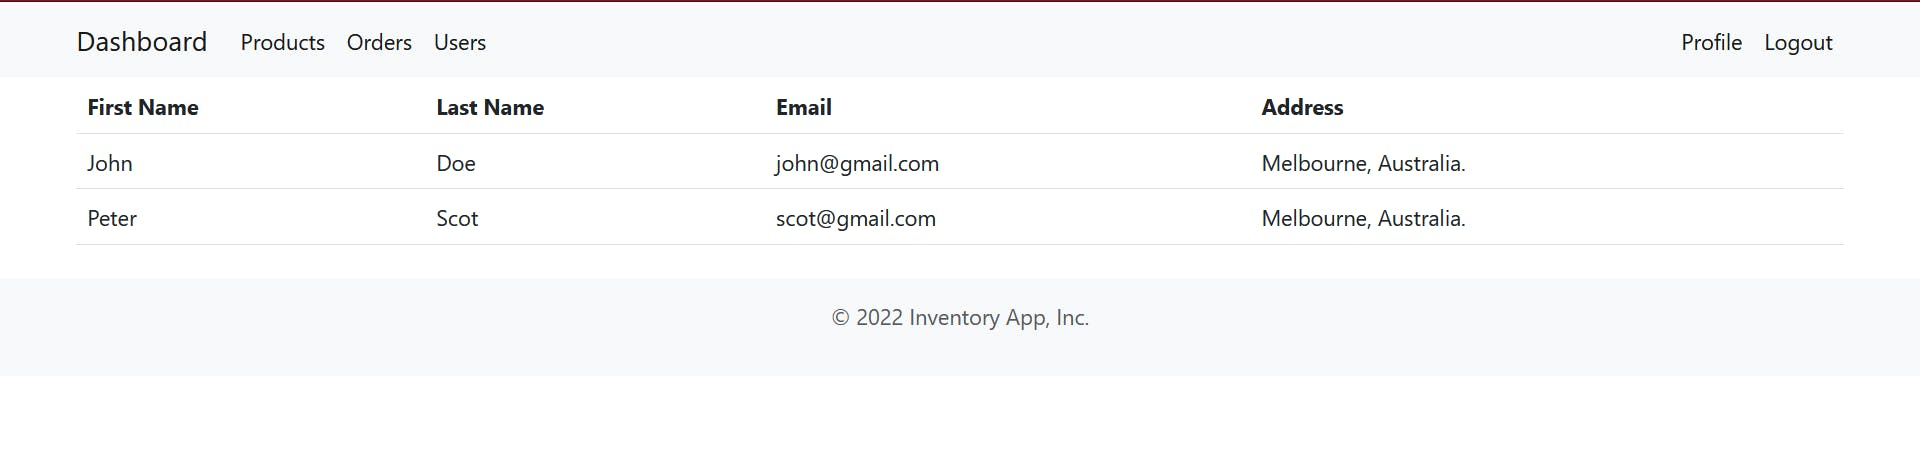 Dashboard Products Orders Users Profile Logout
First Name Last Name Email Address
John Doe john@gmail.com Melbourne, Australia.
Peter Scot scot@gmail.com Melbourne, Australia.
© 2022 Inventory App, Inc.